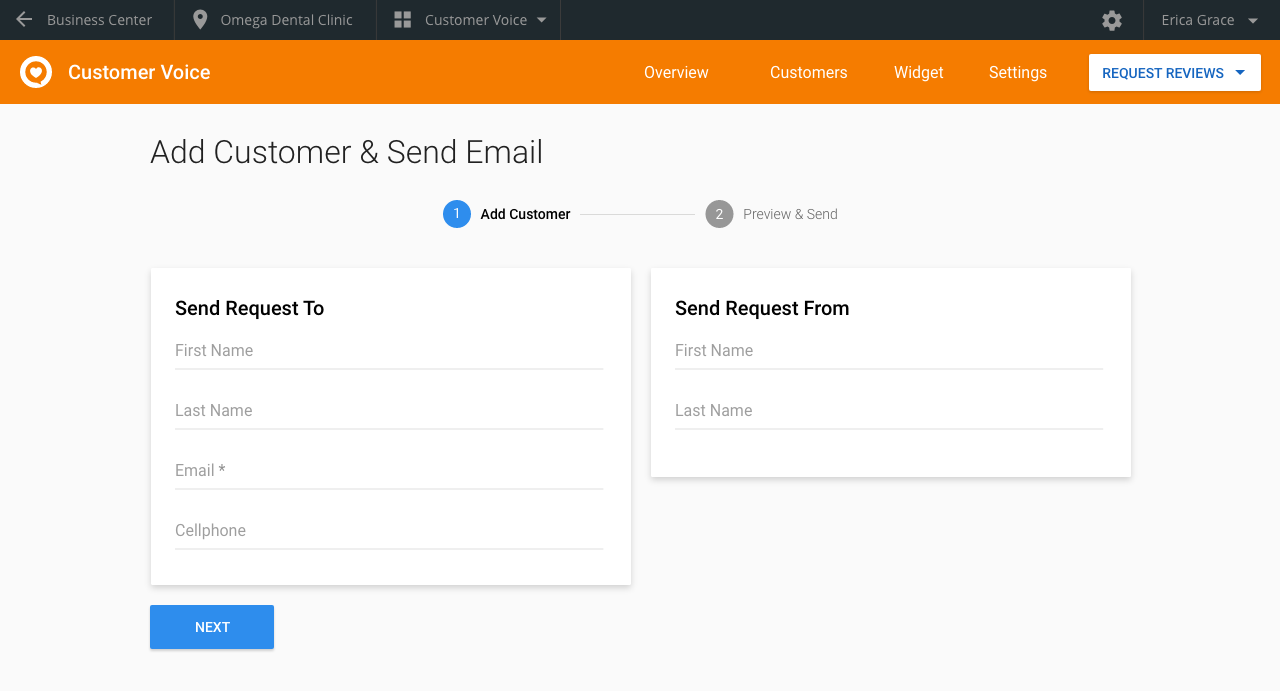 Business Center
Omega Dental Clinic
Customer Voice
Erica Grace
Customer Voice
Overview
Customers
Widget
Settings
REQUEST REVIEWS
Add Customer & Send Email
1 Add Customer
2 Preview & Send
Send Request To
First Name
Last Name
Email *
Cellphone
Send Request From
First Name
Last Name
NEXT